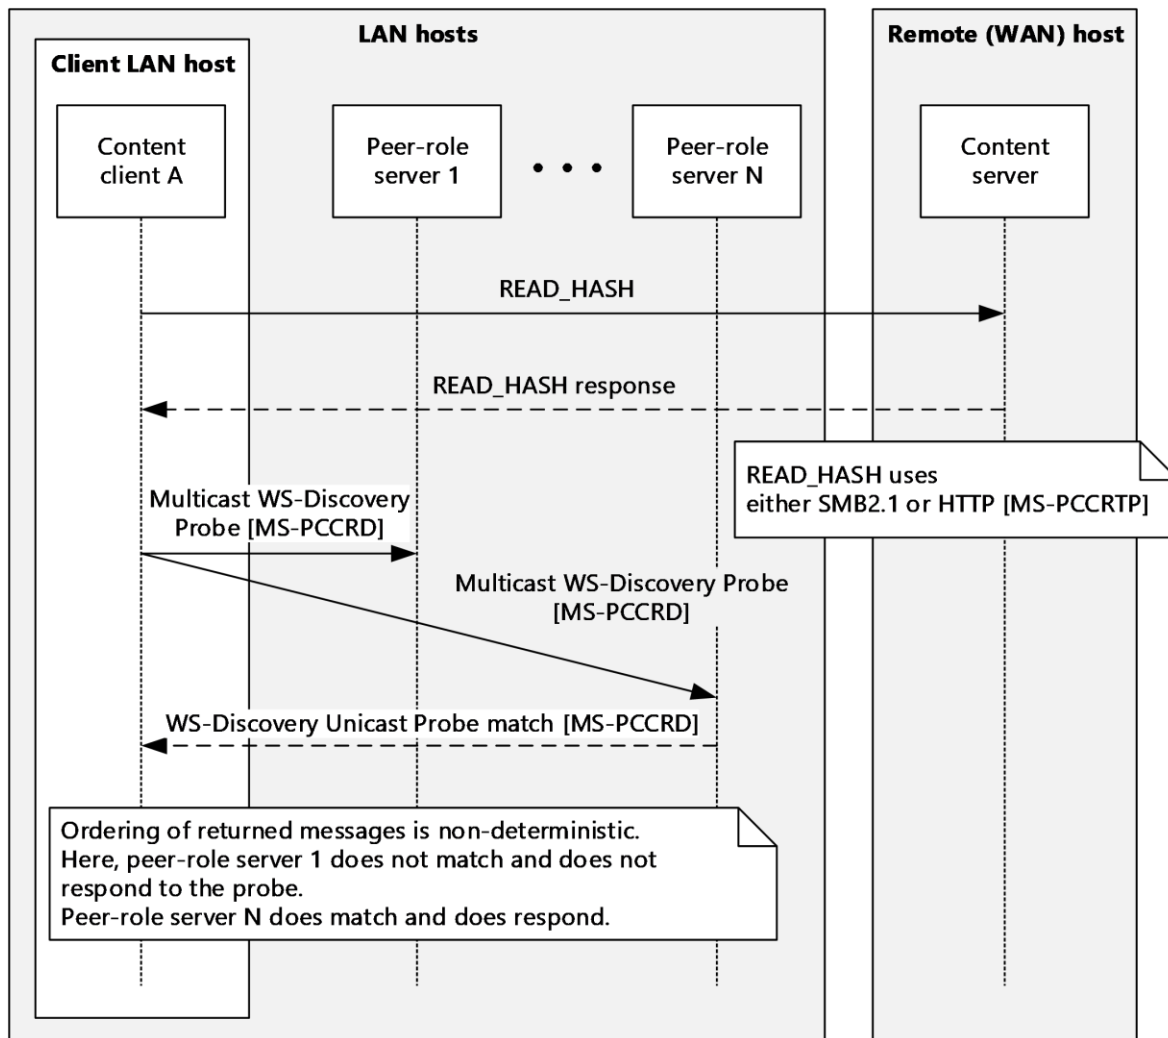 LAN hosts
Remote (WAN) host
Client LAN host
Content
client A
Peer-role
server 1
Peer-role
server N
Content
server
READ_HASH
READ_HASH response
READ_HASH uses
either SMB2.1 or HTTP [MS-PCCRTP]
Multicast WS-Discovery
Probe [MS-PCCRD]
Multicast WS-Discovery Probe
[MS-PCCRD]
WS-Discovery Unicast Probe match [MS-PCCRD]
Ordering of returned messages is non-deterministic.
Here, peer-role server 1 does not match and does not
respond to the probe.
Peer-role server N does match and does respond.